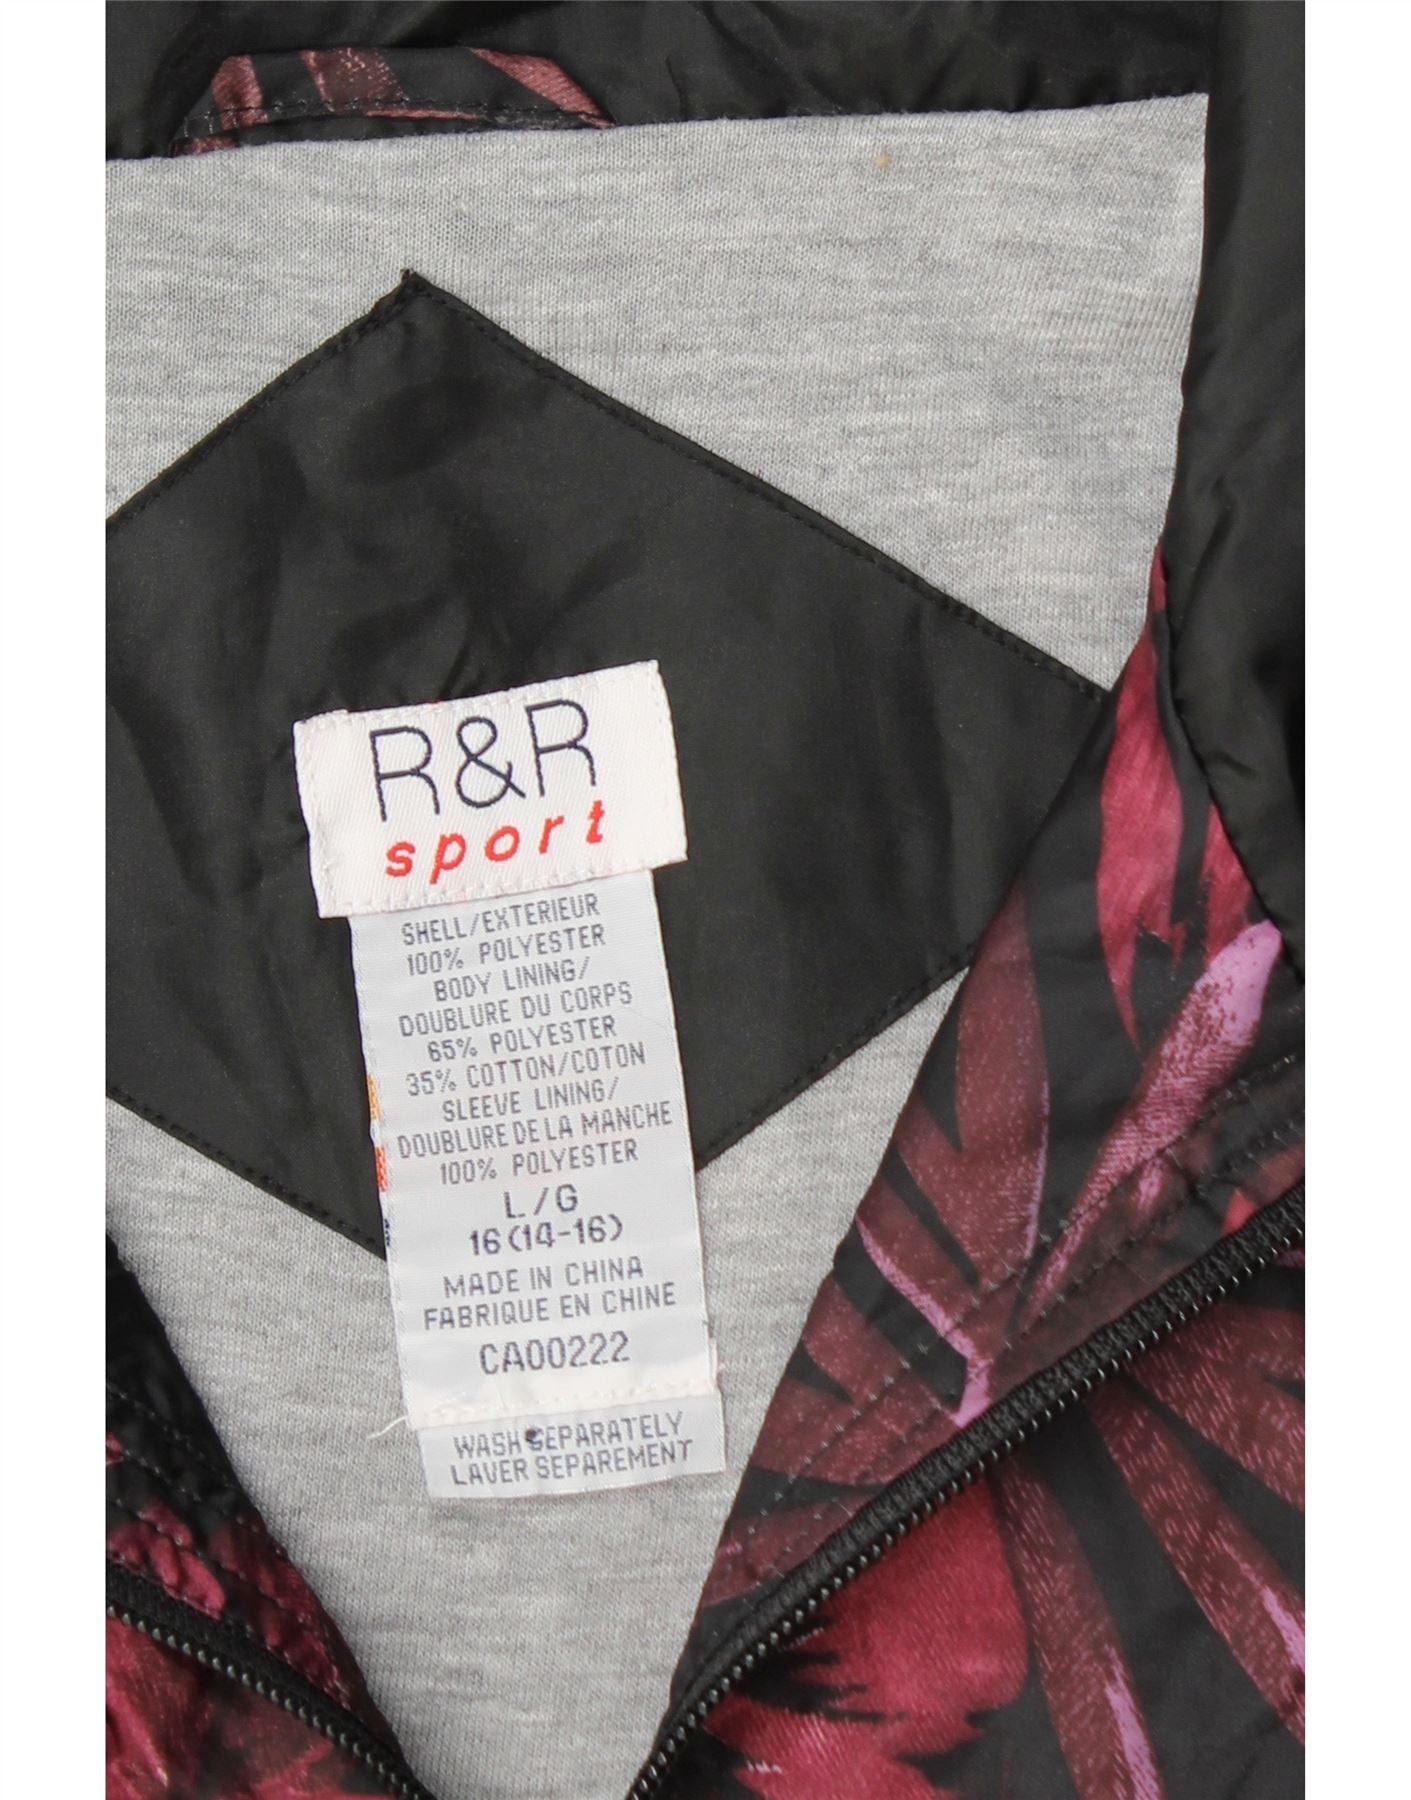 R&R
sport
SHELL/EXTERIEUR
100% POLYESTER
BODY LINING/
DOUBLURE DU CORPS
65% POLYESTER
35% COTTON/COTON
SLEEVE LINING/
DOUBLURE DE LA MANCHE
100% POLYESTER
L/G
16(14-16)
MADE IN CHINA
FABRIQUE EN CHINE
CA00222
WASH SEPARATELY
LAVER SEPAREMENT